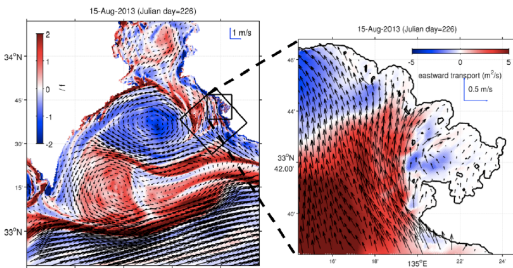 15-Aug-2013 (Julian day=226)
1 m/s
34°N
45'
30'
15'
33°N
2
1
0
-1
-2
15-Aug-2013 (Julian day=226)
-5 0 5
eastward transport (m²/s)
0.5 m/s
46'
44'
33°N
42.00'
40'
16' 18' 135°E 22' 24'